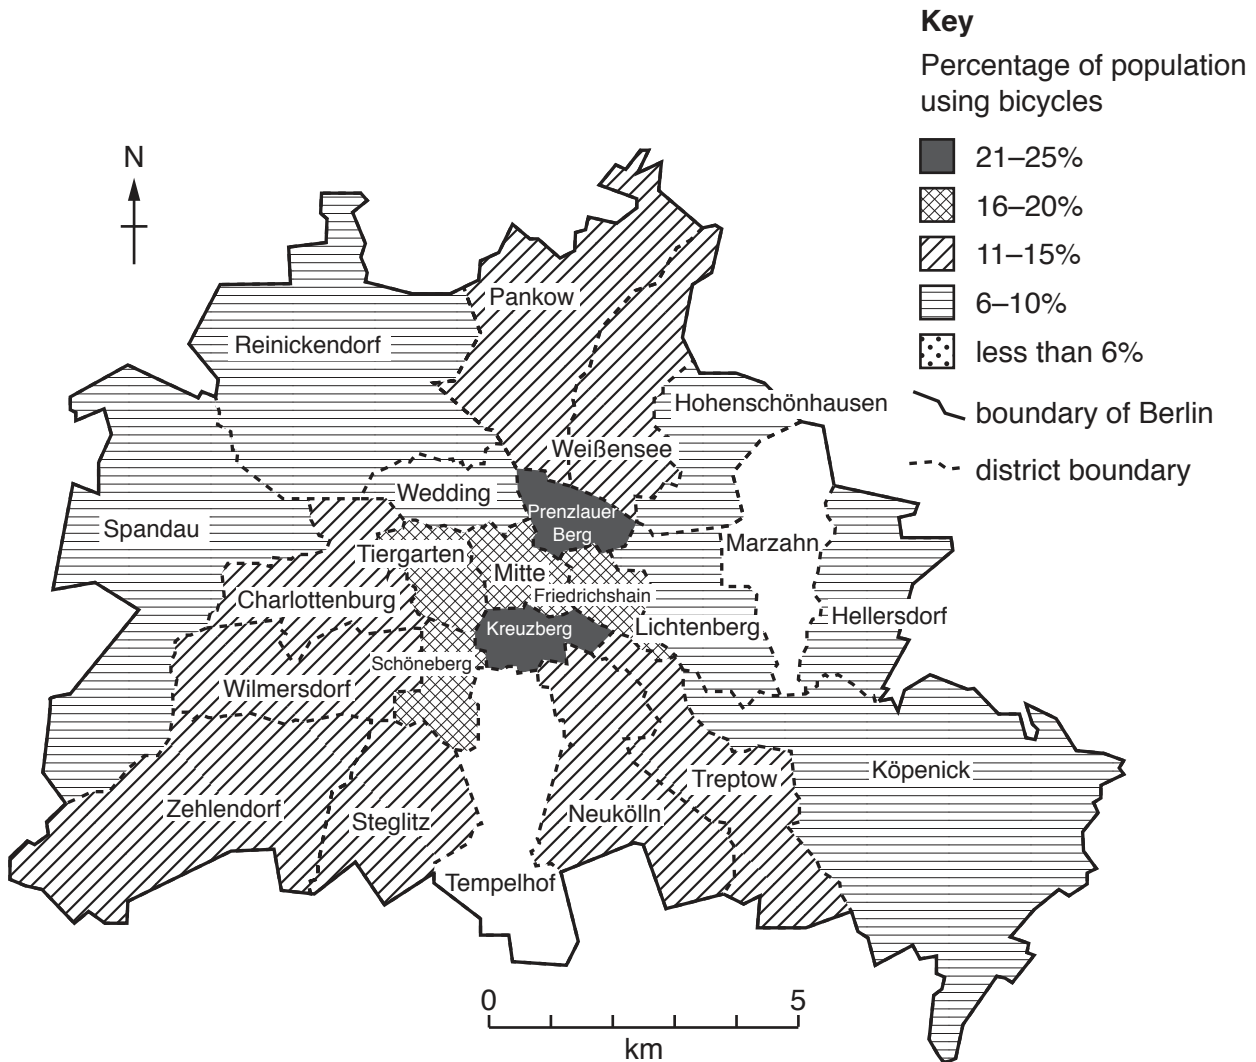 Key
Percentage of population
using bicycles
21–25%
16–20%
11–15%
6–10%
less than 6%
boundary of Berlin
district boundary
N
Pankow
Reinickendorf
Hohenschönhausen
Weißensee
Wedding
Prenzlauer
Berg
Spandau
Tiergarten
Marzahn
Mitte
Friedrichshain
Charlottenburg
Hellersdorf
Kreuzberg
Lichtenberg
Schöneberg
Wilmersdorf
Köpenick
Treptow
Zehlendorf
Steglitz
Neukölln
Tempelhof
0 5
km